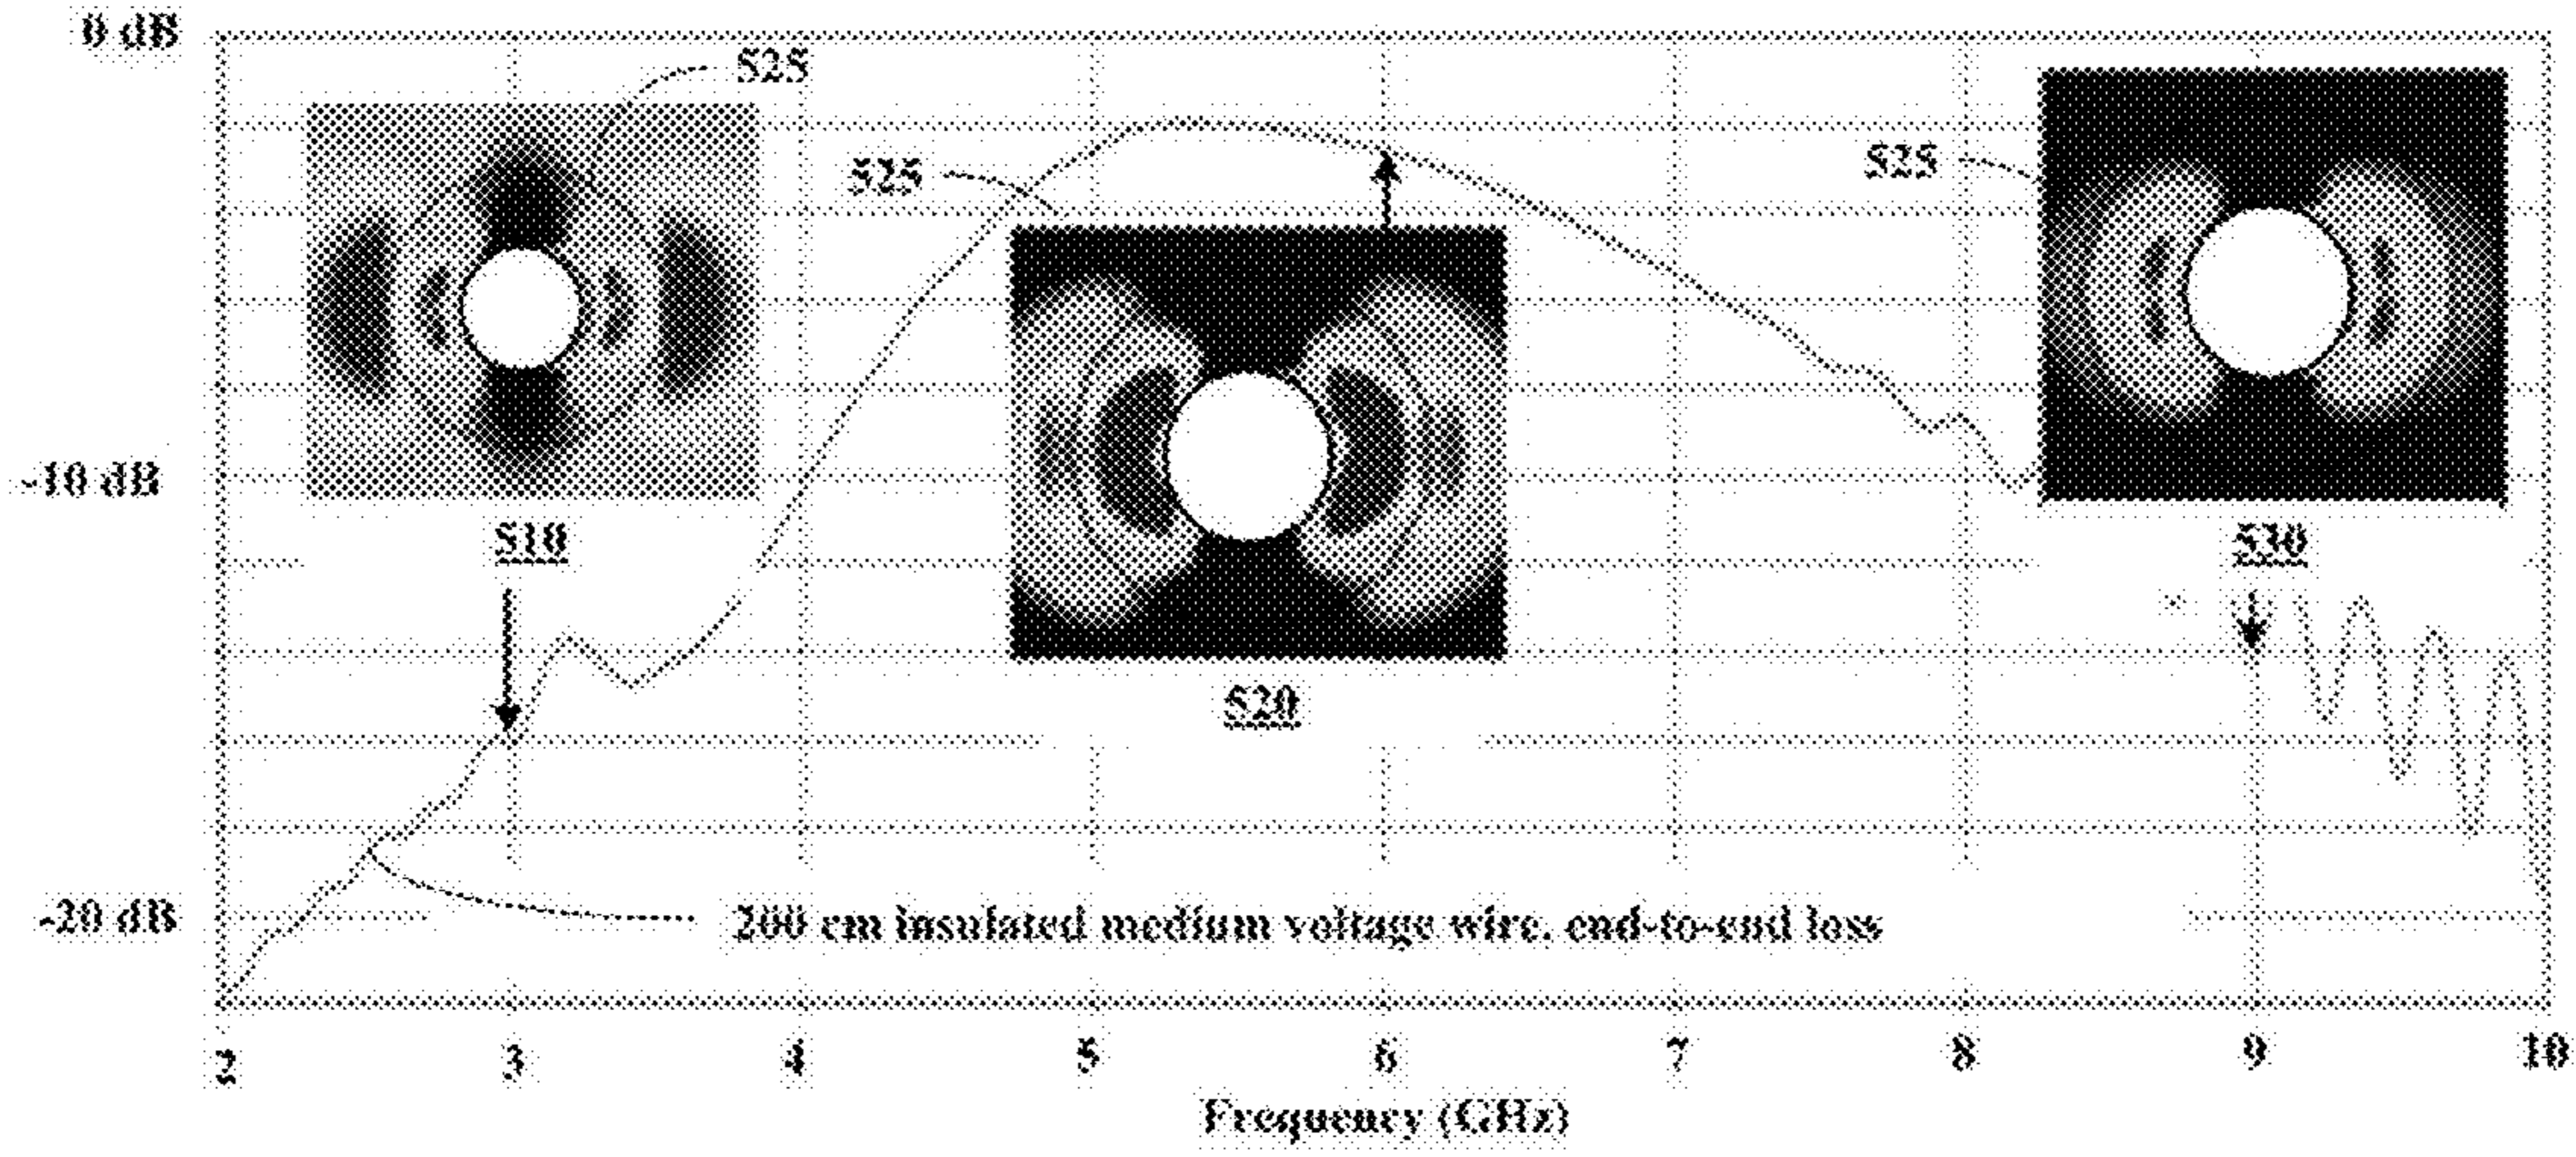 0 dB
525
525
525
-10 dB
510
530
520
-20 dB
200 cm insulated medium voltage wire, end-to-end loss
2 3 4 5 6 7 8 9 10
Frequency (GHz)